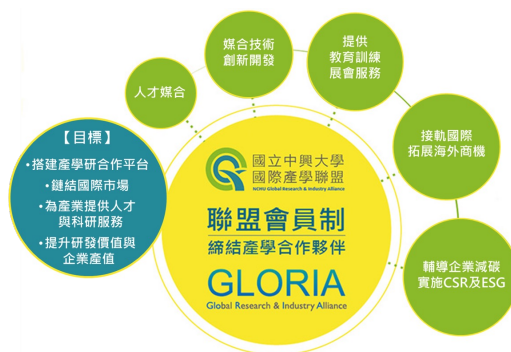 人才媒合
媒合技術
創新開發
提供
教育訓練
展會服務
接軌國際
拓展海外商機
輔導企業減碳
實施CSR及ESG
【目標】
•搭建產學研合作平台
•鏈結國際市場
•為產業提供人才
與科研服務
•提升研發價值與
企業產值
國立中興大學
國際產學聯盟
NCHU Global Research & Industry Alliance
聯盟會員制
締結產學合作夥伴
GLORIA
Global Research & Industry Alliance